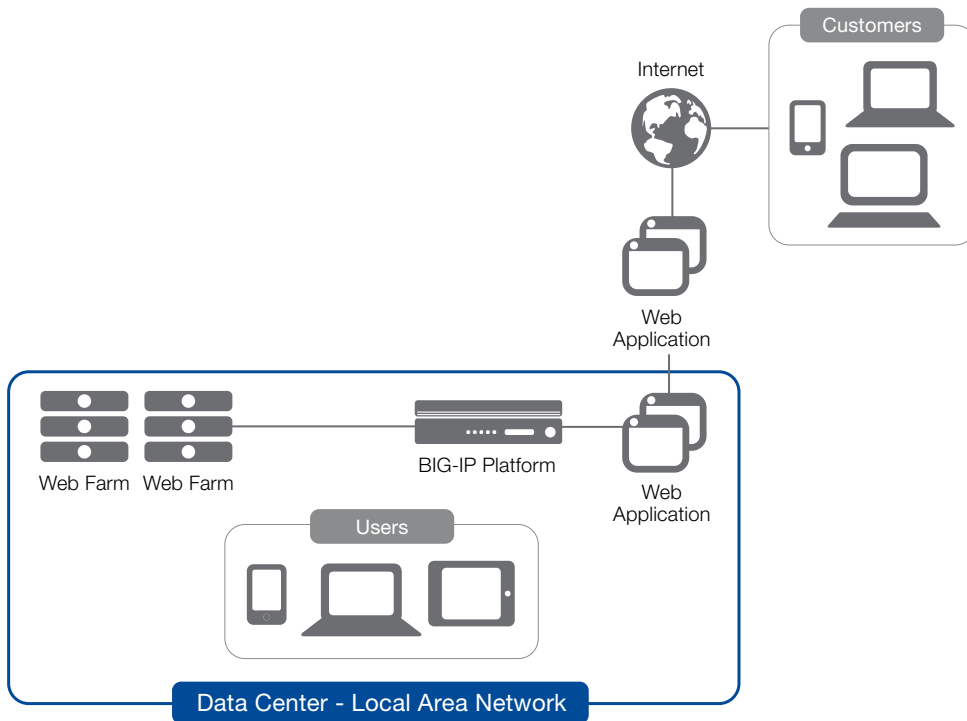 Customers
Internet
Web
Application
Web Farm
Web Farm
BIG-IP Platform
Web
Application
Users
Data Center - Local Area Network